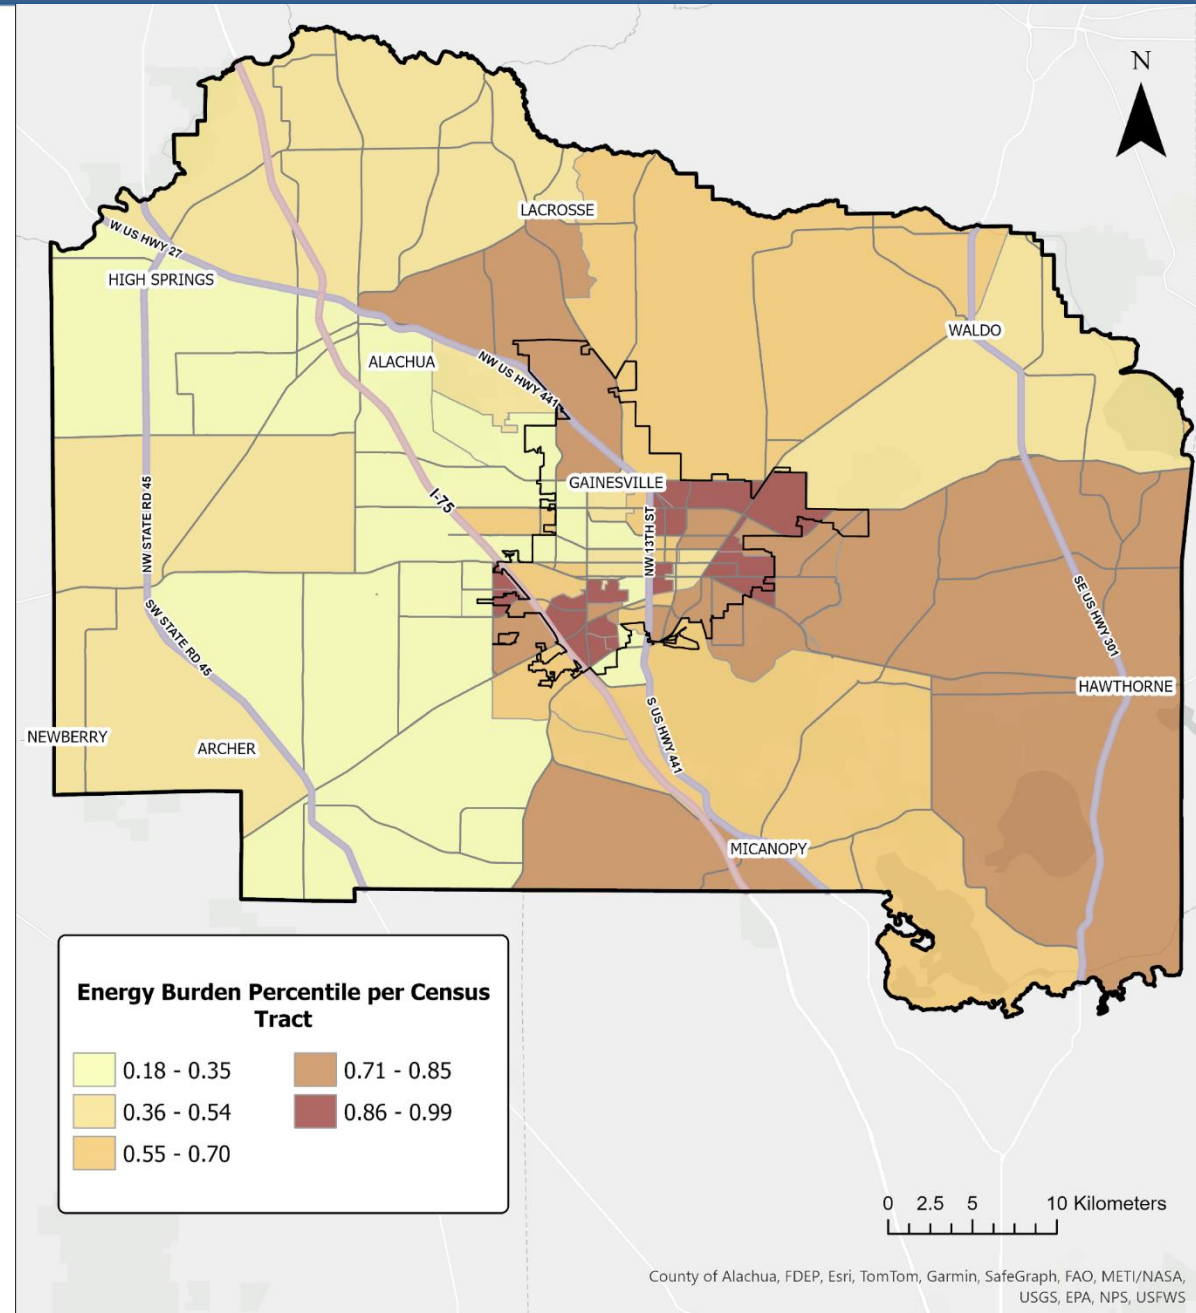 N
LACROSSE
W US HWY 27
HIGH SPRINGS
WALDO
ALACHUA
NW US HWY 441
GAINESVILLE
I-75
NW STATE RD 45
NW 13TH ST
SE US HWY 301
SW STATE RD 45
HAWTHORNE
NEWBERRY
ARCHER
S US HWY 441
MICANOPY
Energy Burden Percentile per Census
Tract
0.18 - 0.35
0.71 - 0.85
0.36 - 0.54
0.86 - 0.99
0.55 - 0.70
0 2.5 5 10 Kilometers
County of Alachua, FDEP, Esri, TomTom, Garmin, SafeGraph, FAO, METI/NASA,
USGS, EPA, NPS, USFWS